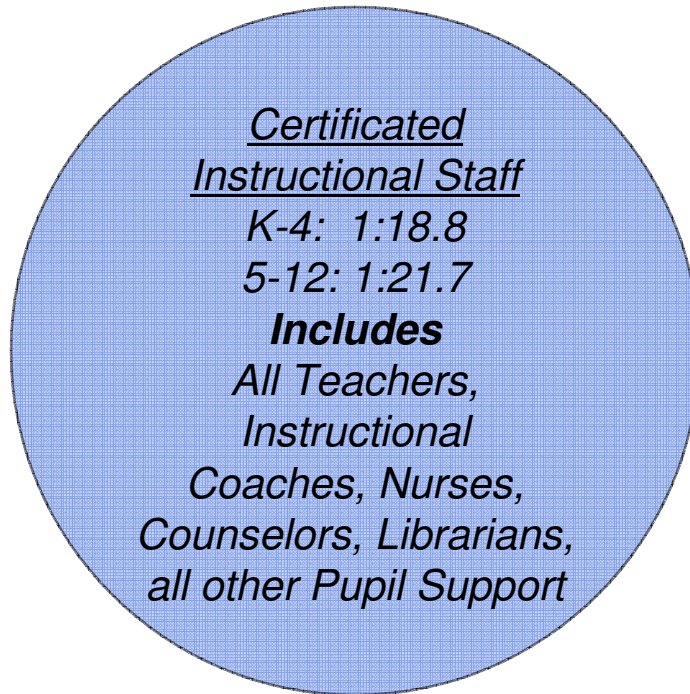 Certificated
Instructional Staff
K-4: 1:18.8
5-12: 1:21.7
Includes
All Teachers,
Instructional
Coaches, Nurses,
Counselors, Librarians,
all other Pupil Support